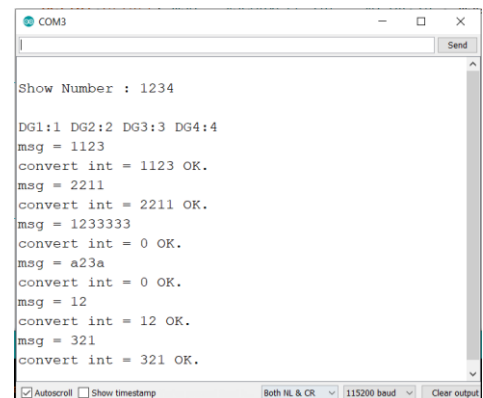 COM3
Send
Show Number : 1234
DG1:1 DG2:2 DG3:3 DG4:4
msg = 1123
convert int = 1123 OK.
msg = 2211
convert int = 2211 OK.
msg = 1233333
convert int = 0 OK.
msg = a23a
convert int = 0 OK.
msg = 12
convert int = 12 OK.
msg = 321
convert int = 321 OK.
Autoscroll Show timestamp Both NL & CR 115200 baud Clear output